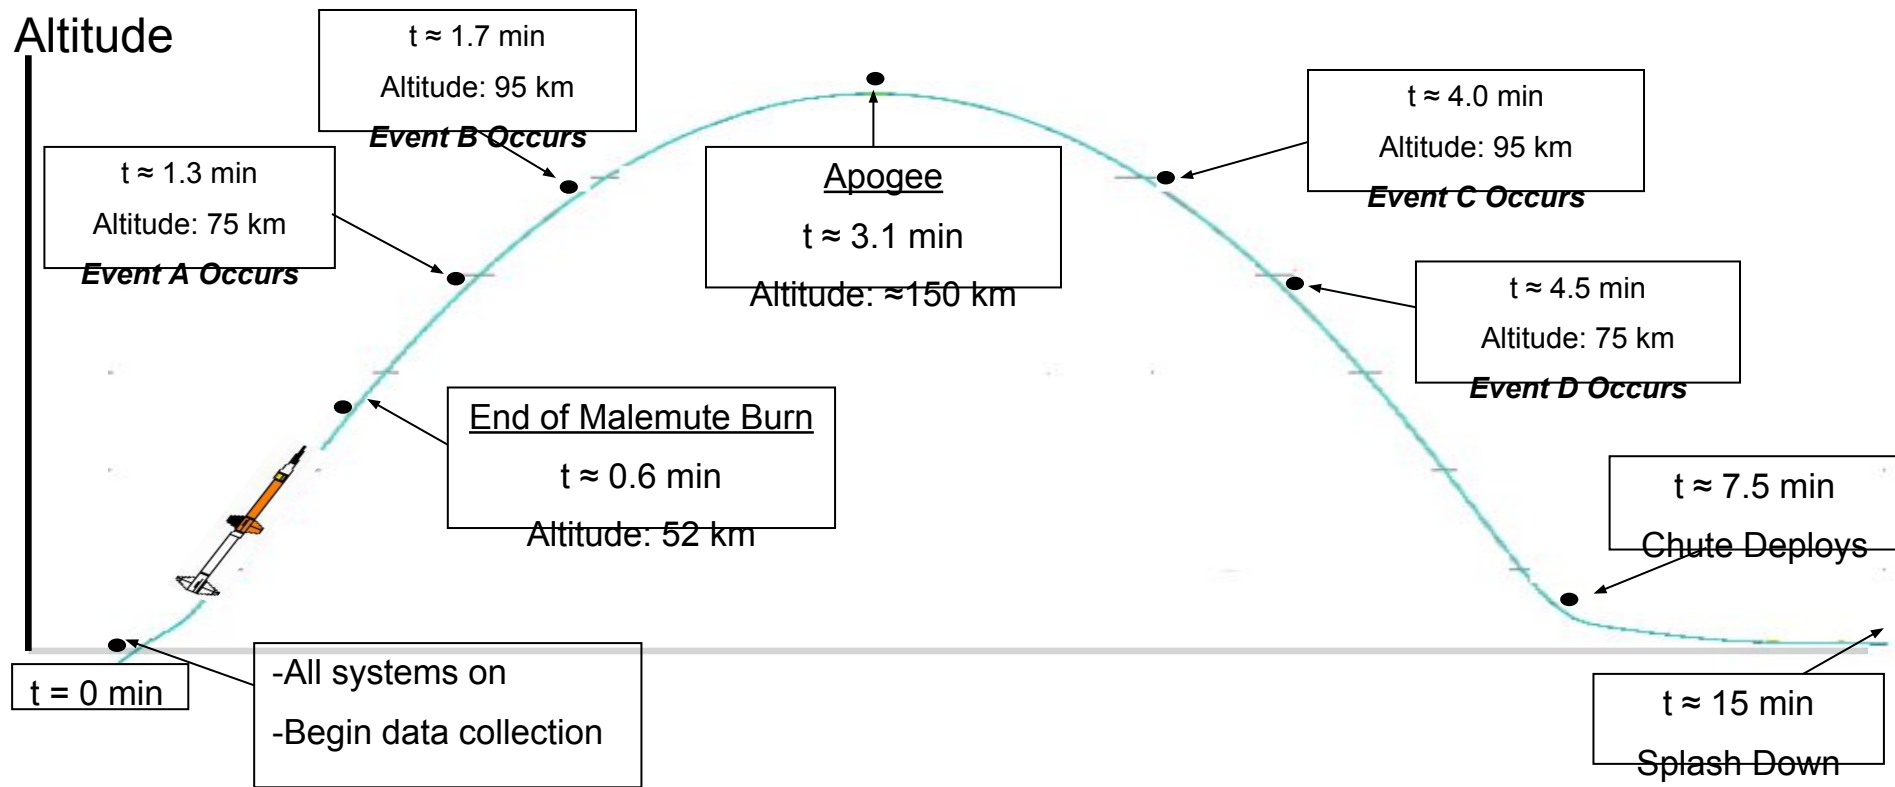 Altitude
t ≈ 1.7 min
Altitude: 95 km
Event B Occurs
t ≈ 1.3 min
Altitude: 75 km
Event A Occurs
Apogee
t ≈ 3.1 min
Altitude: ≈150 km
t ≈ 4.0 min
Altitude: 95 km
Event C Occurs
t ≈ 4.5 min
Altitude: 75 km
Event D Occurs
End of Malemute Burn
t ≈ 0.6 min
Altitude: 52 km
t ≈ 7.5 min
Chute Deploys
t = 0 min
-All systems on
-Begin data collection
t ≈ 15 min
Splash Down